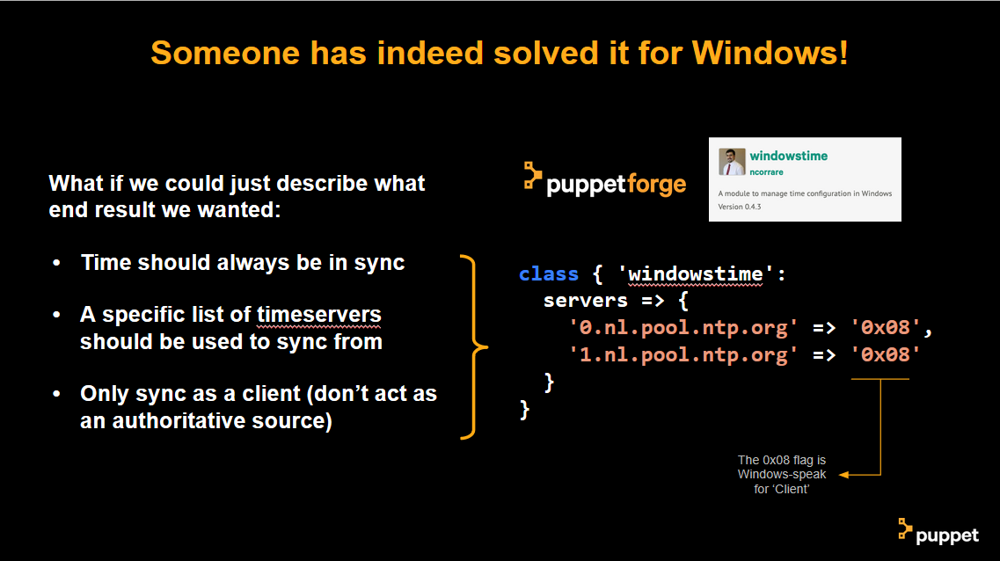 Someone has indeed solved it for Windows!
What if we could just describe what
end result we wanted:
• Time should always be in sync
• A specific list of timeservers
should be used to sync from
• Only sync as a client (don’t act as
an authoritative source)
puppetforge
windowstime
ncorrare
A module to manage time configuration in Windows
Version 0.4.3
class { 'windowstime':
servers => {
'0.nl.pool.ntp.org' => '0x08',
'1.nl.pool.ntp.org' => '0x08'
}
}
The 0x08 flag is
Windows-speak
for ‘Client’
puppet